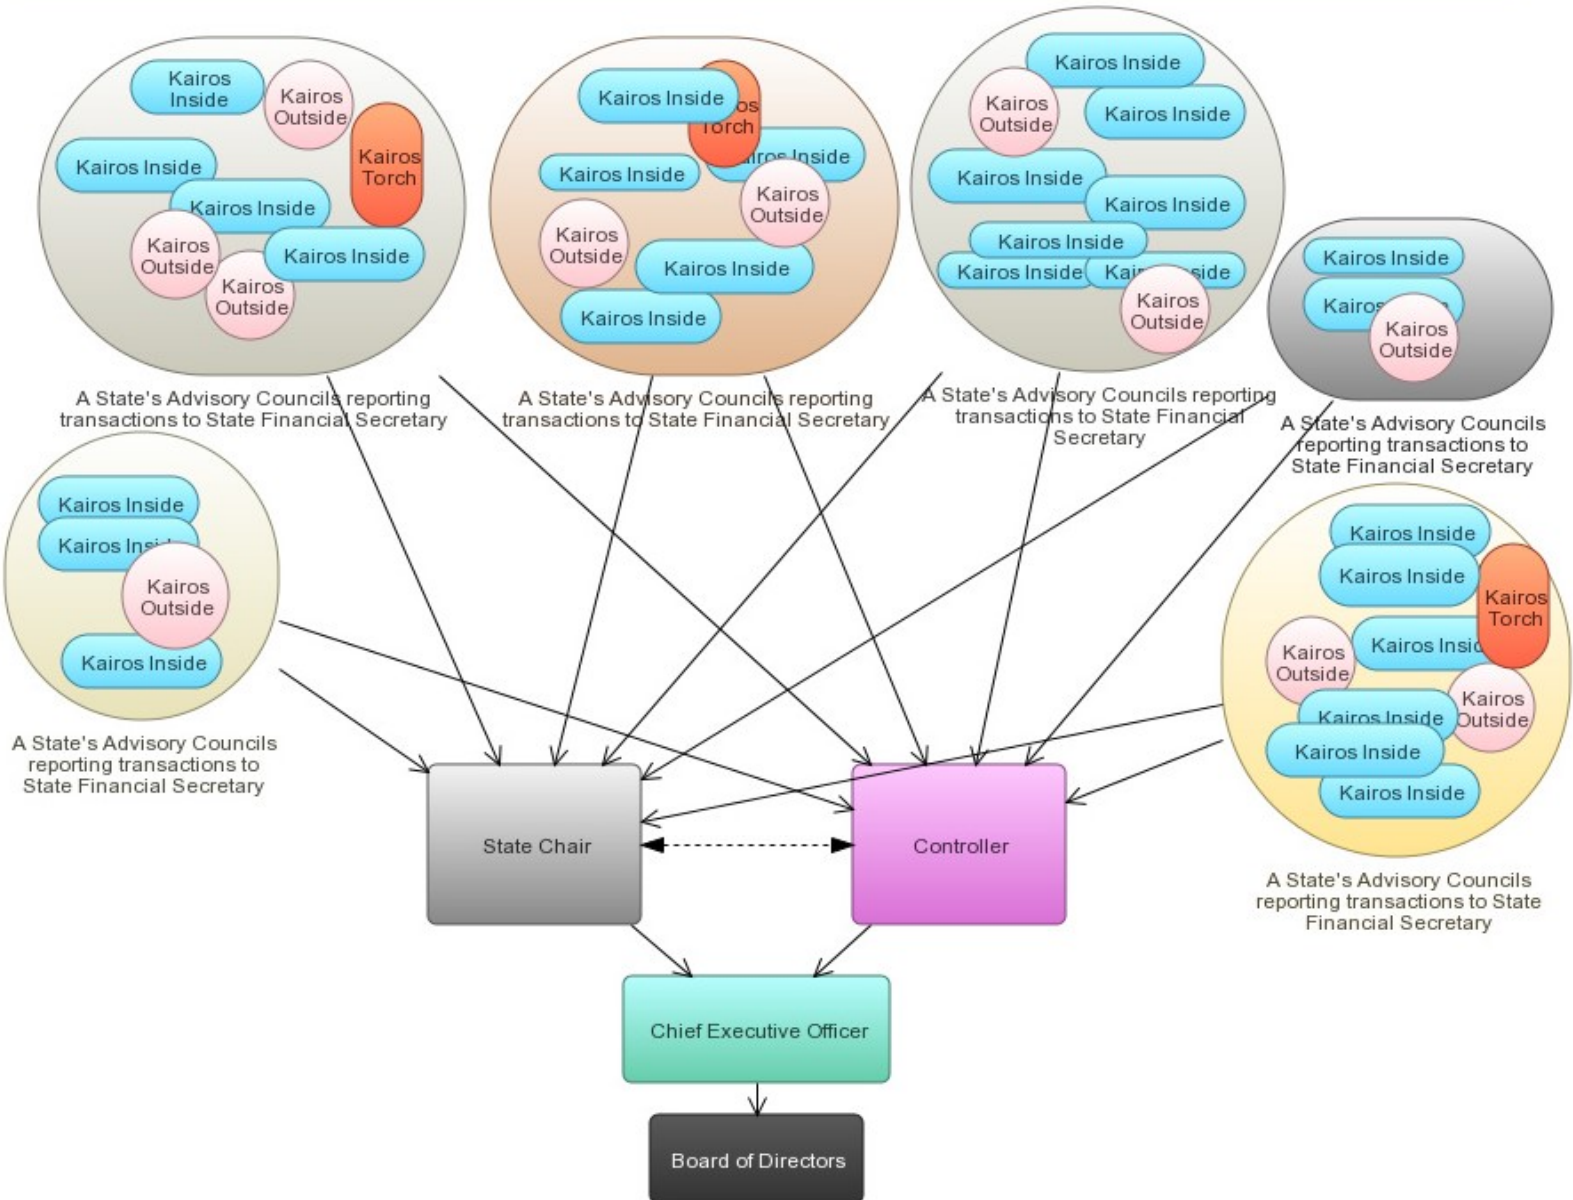 Kairos
Inside
Kairos
Outside
Kairos
Torch
Kairos Inside
Kairos Inside
Kairos
Outside
Kairos Inside
Kairos
Outside
A State's Advisory Councils reporting
transactions to State Financial Secretary
Kairos Inside
Torch
Inside
Kairos Inside
Kairos
Outside
Kairos
Outside
Kairos Inside
Kairos Inside
A State's Advisory Councils reporting
transactions to State Financial Secretary
Kairos Inside
Kairos
Outside
Kairos Inside
Kairos Inside
Kairos Inside
Kairos Inside
Kairos Inside
Kairos
Outside
A State's Advisory Councils reporting
transactions to State Financial
Secretary
Kairos Inside
Kairos
Kairos
Outside
A State's Advisory Councils
reporting transactions to
State Financial Secretary
Kairos Inside
Kairos
Kairos
Outside
Kairos Inside
A State's Advisory Councils
reporting transactions to
State Financial Secretary
Kairos Inside
Kairos Inside
Kairos
Torch
Kairos
Kairos
Outside
Kairos
Outside
Kairos Inside
Kairos Inside
Kairos Inside
A State's Advisory Councils
reporting transactions to State
Financial Secretary
State Chair
Controller
Chief Executive Officer
Board of Directors